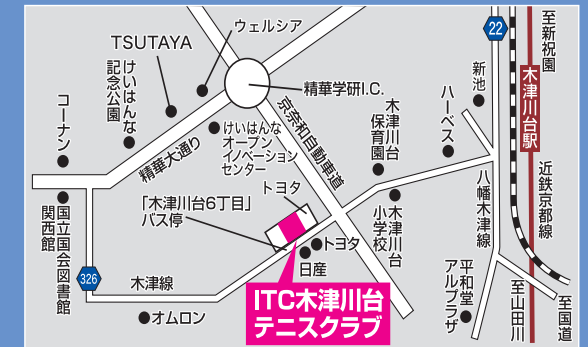 ウェルシア
TSUTAYA
けいはんな
記念公園
精華学研I.C.
京奈和自動車道
コーナン
精華大通り
けいはんな
オープン
イノベーション
センター
トヨタ
「木津川台6丁目」
バス停
国立国会図書館
関西館
326
木津線
オムロン
トヨタ
日産
ITC木津川台
テニスクラブ
木津川台
保育園
木津川台
小学校
ハーベス
新池
22
至新祝園
木津川台駅
近鉄京都線
八幡木津線
平和堂
アルプラザ
至山田川
至国道